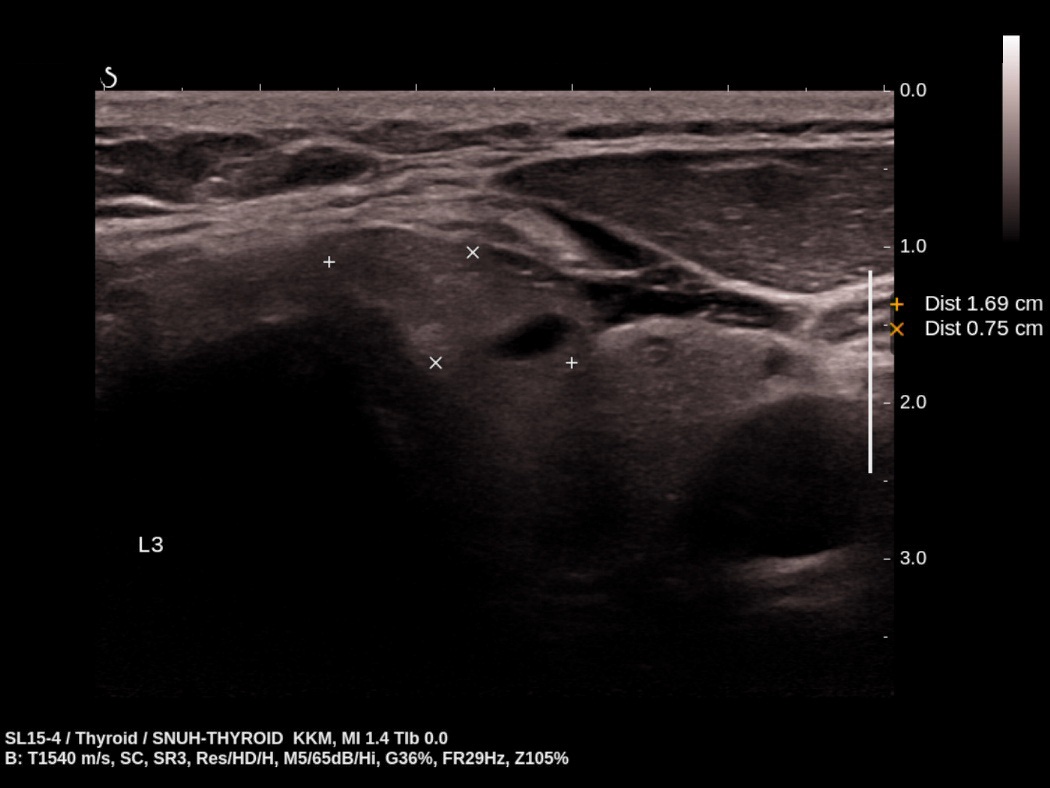 S
0.0
1.0
+ Dist 1.69 cm
× Dist 0.75 cm
2.0
L3
3.0
SL15-4 / Thyroid / SNUH-THYROID KKM, MI 1.4 TIb 0.0
B: T1540 m/s, SC, SR3, Res/HD/H, M5/65dB/Hi, G36%, FR29Hz, Z105%